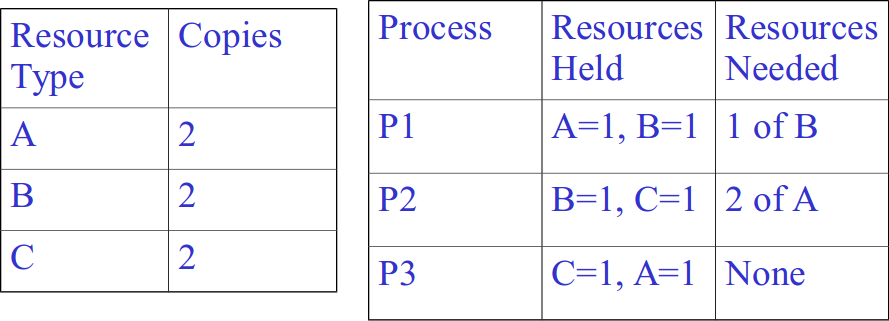 Resource Copies
Type
A 2
B 2
C 2
Process Resources Resources
Held Needed
P1 A=1, B=1 1 of B
P2 B=1, C=1 2 of A
P3 C=1, A=1 None